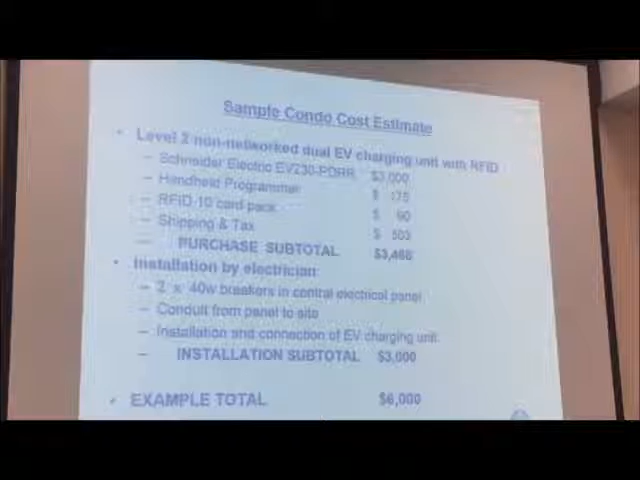 Sample Condo Cost Estimate
• Level 2 non-networked dual EV charging unit with RFID
– Schneider Electric EV230-PDRR $3,000
– Handheld Programmer $ 175
– RFID 10 card pack $ 90
– Shipping & Tax $ 503
– PURCHASE SUBTOTAL
• Installation by electrician
– 2 x 40w breakers in central electrical panel
– Conduit from panel to site
– Installation and connection of EV charging unit
– INSTALLATION SUBTOTAL $3,000
• EXAMPLE TOTAL $6,000